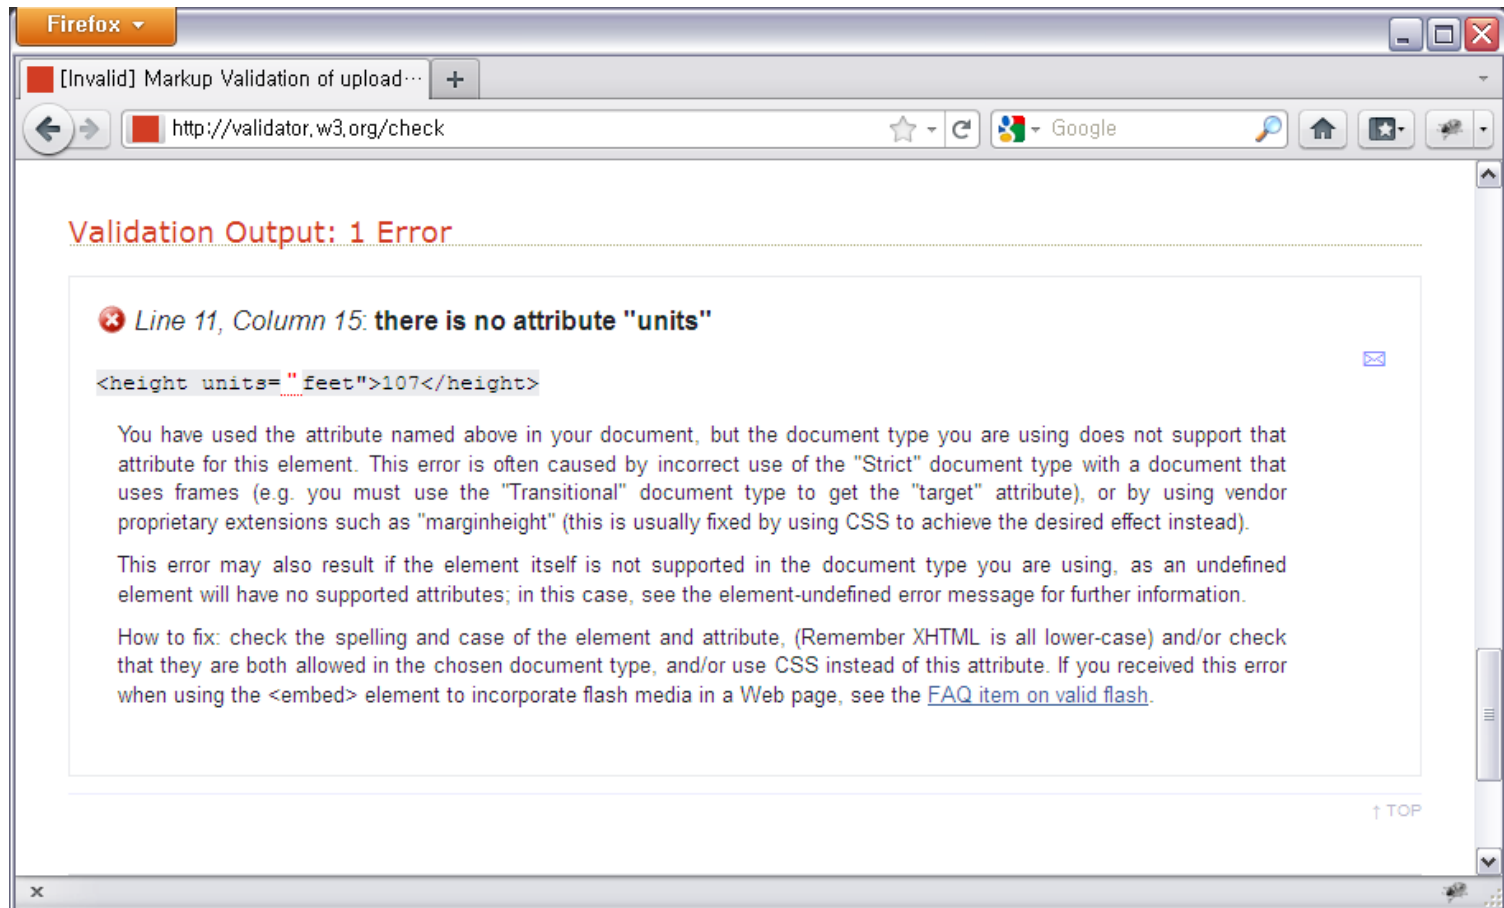 Firefox
[Invalid] Markup Validation of upload…
http://validator.w3.org/check
Google
Validation Output: 1 Error
Line 11, Column 15: there is no attribute "units"
<height units="feet">107</height>
You have used the attribute named above in your document, but the document type you are using does not support that
attribute for this element. This error is often caused by incorrect use of the "Strict" document type with a document that
uses frames (e.g. you must use the "Transitional" document type to get the "target" attribute), or by using vendor
proprietary extensions such as "marginheight" (this is usually fixed by using CSS to achieve the desired effect instead).
This error may also result if the element itself is not supported in the document type you are using, as an undefined
element will have no supported attributes; in this case, see the element-undefined error message for further information.
How to fix: check the spelling and case of the element and attribute, (Remember XHTML is all lower-case) and/or check
that they are both allowed in the chosen document type, and/or use CSS instead of this attribute. If you received this error
when using the <embed> element to incorporate flash media in a Web page, see the FAQ item on valid flash.
↑ TOP